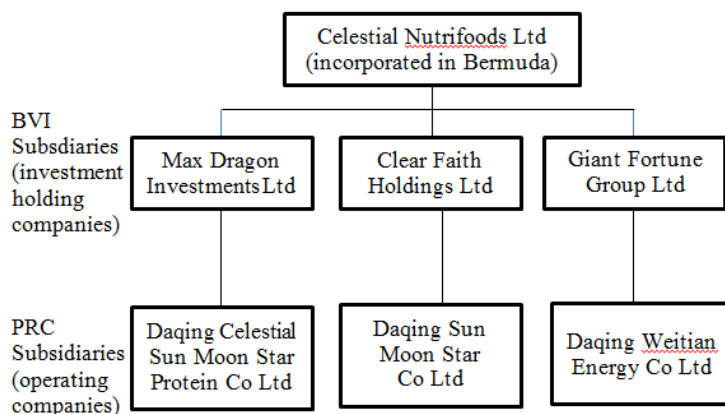 Celestial Nutrifoods Ltd
(incorporated in Bermuda)
BVI
Subsdiaries
(investment
holding
companies)
Max Dragon
Investments Ltd
Clear Faith
Holdings Ltd
Giant Fortune
Group Ltd
PRC
Subsidiaries
(operating
companies)
Daqing Celestial
Sun Moon Star
Protein Co Ltd
Daqing Sun
Moon Star
Co Ltd
Daqing Weitian
Energy Co Ltd